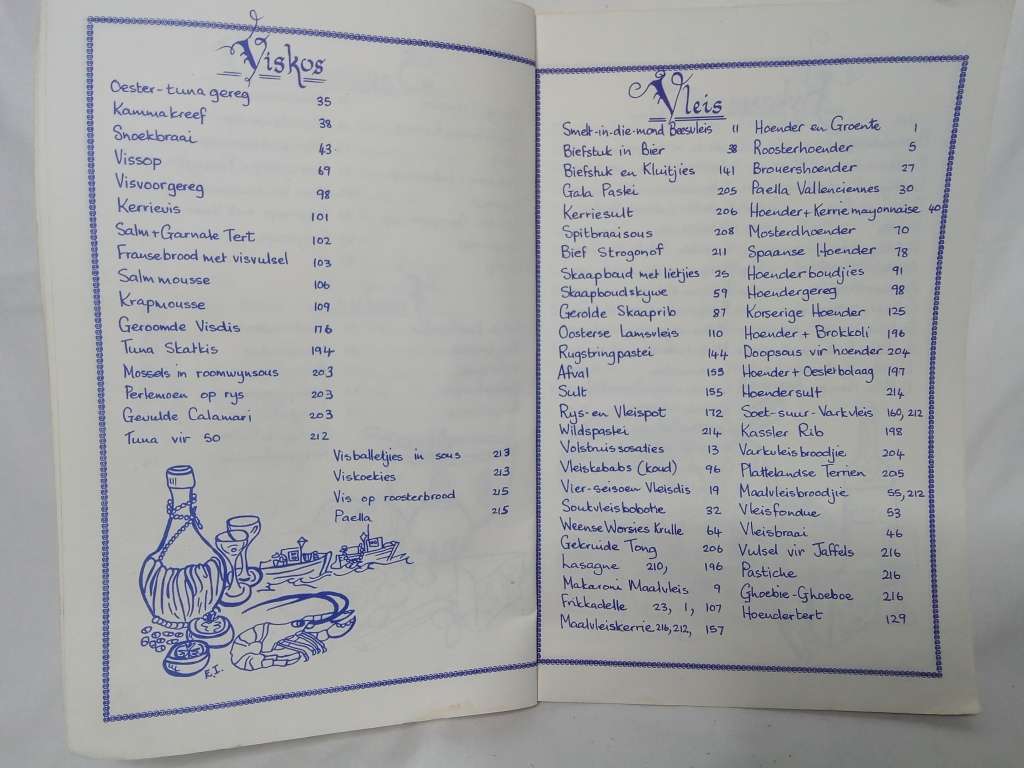 Viskos
Oester-tuna gereg 35
Kammakreef 38
Snoekbraai 43
Vissop 69
Visvoorgereg 98
Kerrievis 101
Salm + Garnale Tert 102
Fransebrood met visvulsel 103
Salm mousse 106
Krapmousse 109
Geroomde Visdis 176
Tuna Skatkis 194
Mossels in roomwynsous 203
Perlemoen op rys 203
Gevulde Calamari 203
Tuna vir 50 212
Visballetjies in sous 213
Viskoekies 213
Vis op roosterbrood 215
Paella 215
R.I.
Vleis
Smelt-in-die-mond Beesvleis 11
Biefstuk in Bier 38
Biefstuk en Kluitjies 141
Gala Pastei 205
Kerriesult 206
Spitbraaisous 208
Bief Strogonof 211
Skaapboud met liefjes 25
Skaapboudskywe 59
Gerolde Skaaprib 87
Oosterse Lamsvleis 110
Rugstringpastei 144
Afval 155
Sult 155
Rys-en Vleispot 172
Wildspastei 214
Volstruissosaties 13
Vleiskebabs (koud) 96
Vier-seisoen Vleisdis 19
Soutvleisbobotie 32
Weense Worsies Krulle 64
Gekruide Tong 206
Lasagne 210, 196
Makaroni Maalvleis 9
Frikkadelle 23, 1, 107
Maalvleiskerrie 216, 212, 157
Hoender en Groente 1
Roosterhoender 5
Brouershoender 27
Paella Vallenciennes 30
Hoender + Kerriemayonnaise 40
Mosterdhoender 70
Spaanse Hoender 78
Hoenderboudjies 91
Hoendergereg 98
Korserige Hoender 125
Hoender + Brokkoli 196
Doopsous vir hoender 204
Hoender + Oesterbolaag 197
Hoendersult 214
Soet-suur-Varkvleis 160, 212
Kassler Rib 198
Varkvleisbroodjie 204
Plattelandse Terrien 205
Maalvleisbroodjie 55, 212
Vleisfondue 53
Vleisbraai 46
Vulsel vir Jaffels 216
Pastiche 216
Ghoebie-Ghoeboe 216
Hoendertert 129